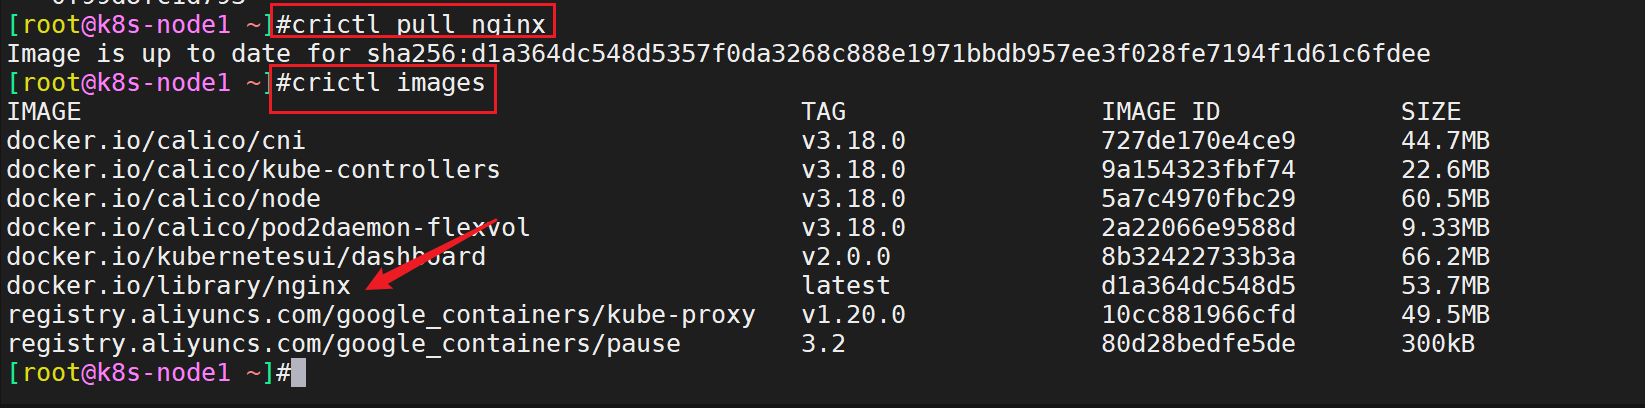 [root@k8s-node1 ~]#crictl pull nginx
Image is up to date for sha256:d1a364dc548d5357f0da3268c888e1971bbdb957ee3f028fe7194f1d61c6fdee
[root@k8s-node1 ~]#crictl images
IMAGE TAG IMAGE ID SIZE
docker.io/calico/cni v3.18.0 727de170e4ce9 44.7MB
docker.io/calico/kube-controllers v3.18.0 9a154323fbf74 22.6MB
docker.io/calico/node v3.18.0 5a7c4970fbc29 60.5MB
docker.io/calico/pod2daemon-flexvol v3.18.0 2a22066e9588d 9.33MB
docker.io/kubernetesui/dashboard v2.0.0 8b32422733b3a 66.2MB
docker.io/library/nginx latest d1a364dc548d5 53.7MB
registry.aliyuncs.com/google_containers/kube-proxy v1.20.0 10cc881966cfd 49.5MB
registry.aliyuncs.com/google_containers/pause 3.2 80d28bedfe5de 300kB
[root@k8s-node1 ~]#